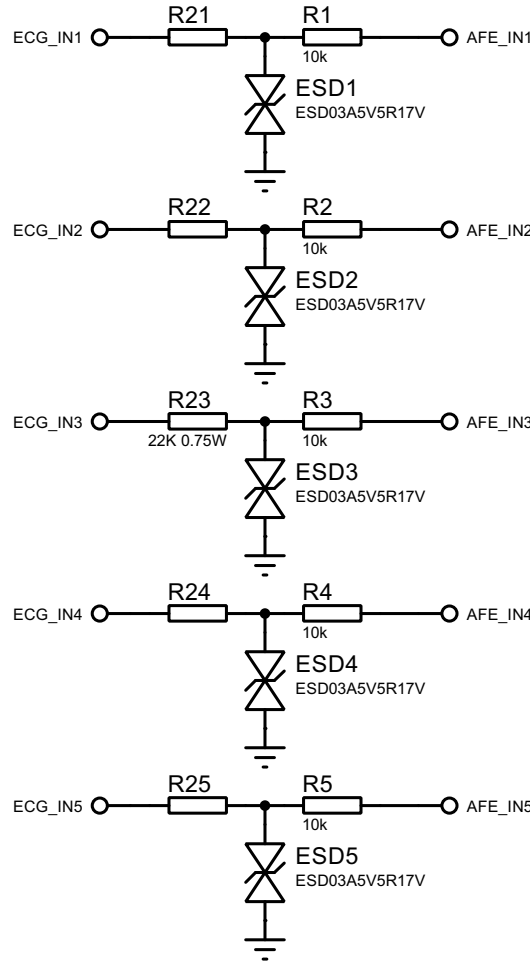 R21 R1
ECG_IN1 AFE_IN1
10k
ESD1
ESD03A5V5R17V
R22 R2
ECG_IN2 AFE_IN2
10k
ESD2
ESD03A5V5R17V
R23 R3
ECG_IN3 AFE_IN3
22K 0.75W 10k
ESD3
ESD03A5V5R17V
R24 R4
ECG_IN4 AFE_IN4
10k
ESD4
ESD03A5V5R17V
R25 R5
ECG_IN5 AFE_IN5
10k
ESD5
ESD03A5V5R17V